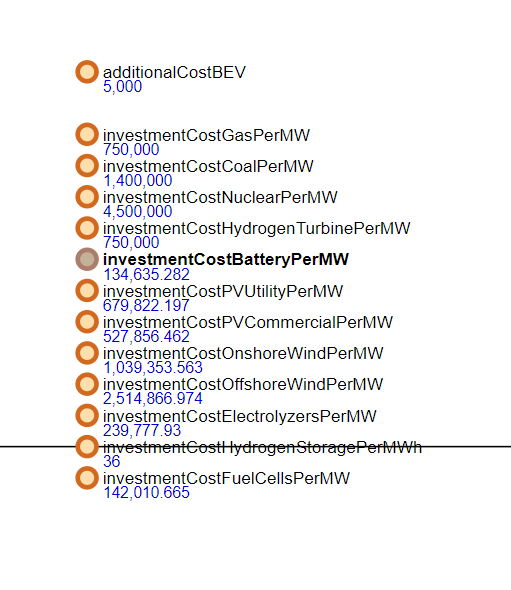 additionalCostBEV
5,000
investmentCostGasPerMW
750,000
investmentCostCoalPerMW
1,400,000
investmentCostNuclearPerMW
4,500,000
investmentCostHydrogenTurbinePerMW
750,000
investmentCostBatteryPerMW
134,635.282
investmentCostPVUtilityPerMW
679,822.197
investmentCostPVCommercialPerMW
527,856.462
investmentCostOnshoreWindPerMW
1,039,353.563
investmentCostOffshoreWindPerMW
2,514,866.974
investmentCostElectrolyzersPerMW
239,777.93
investmentCostHydrogenStoragePerMWh
36
investmentCostFuelCellsPerMW
142,010.665